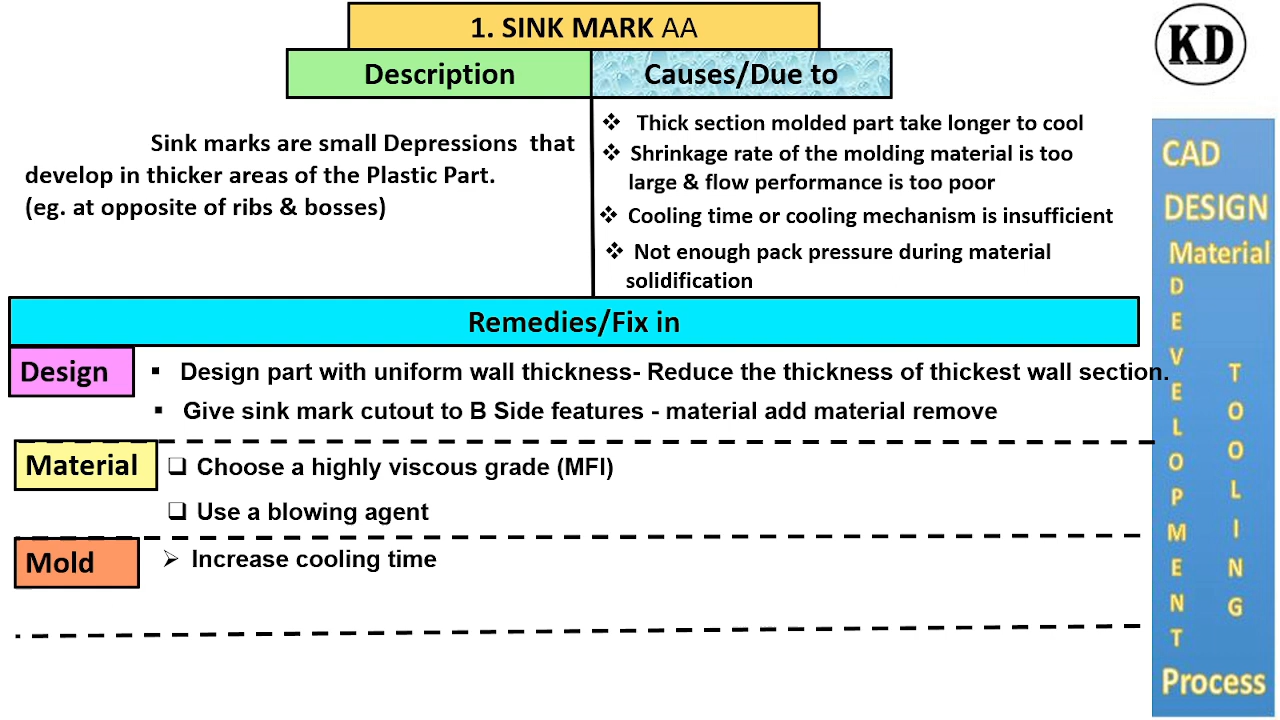 1. SINK MARK AA
KD
Description
Causes/Due to
Sink marks are small Depressions that
develop in thicker areas of the Plastic Part.
(eg. at opposite of ribs & bosses)
❖ Thick section molded part take longer to cool
❖ Shrinkage rate of the molding material is too
large & flow performance is too poor
❖ Cooling time or cooling mechanism is insufficient
❖ Not enough pack pressure during material
solidification
Remedies/Fix in
Design
▪ Design part with uniform wall thickness- Reduce the thickness of thickest wall section.
▪ Give sink mark cutout to B Side features - material add material remove
Material
❑ Choose a highly viscous grade (MFI)
❑ Use a blowing agent
Mold
➢ Increase cooling time
CAD
DESIGN
Material
DEVELOPMENT
TOOLING
Process